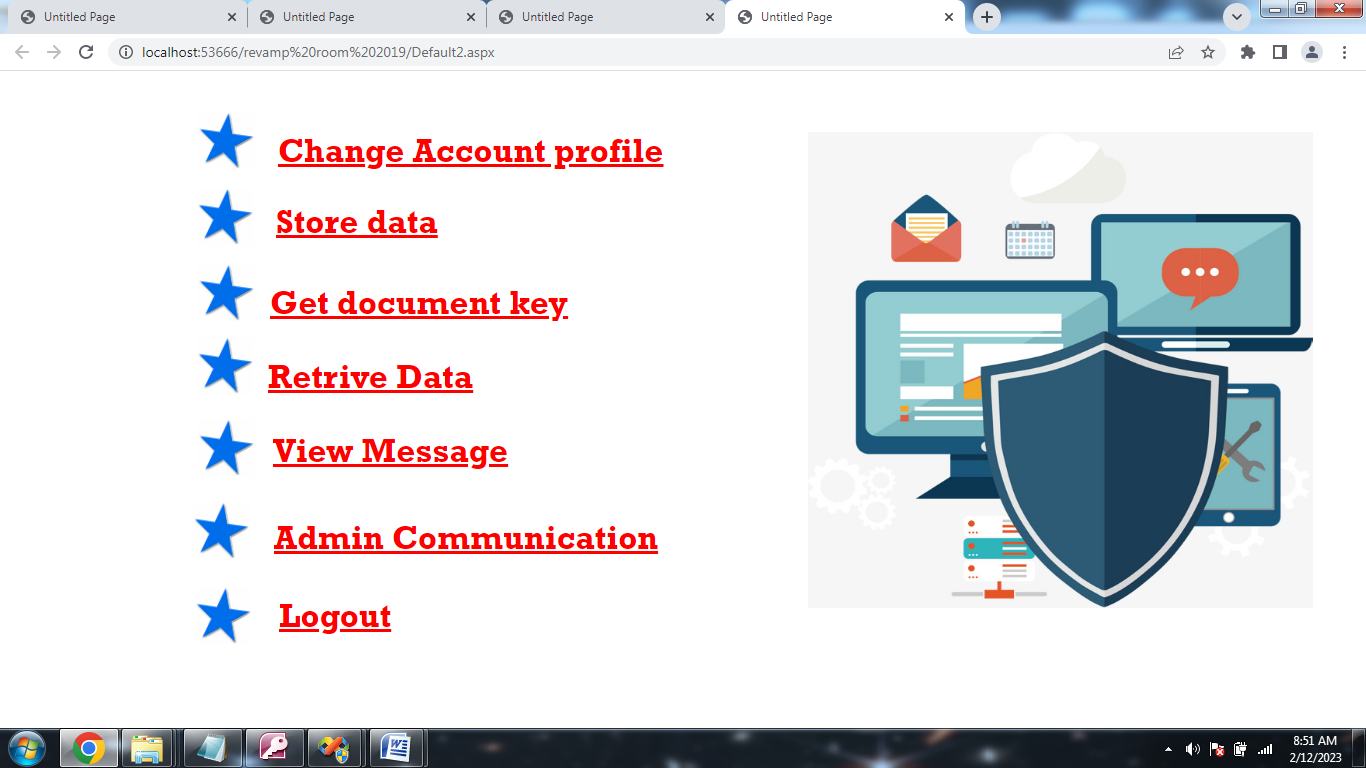 Untitled Page
Untitled Page
Untitled Page
Untitled Page
localhost:53666/revamp%20room%202019/Default2.aspx
Change Account profile
Store data
Get document key
Retrive Data
View Message
Admin Communication
Logout
8:51 AM
2/12/2023